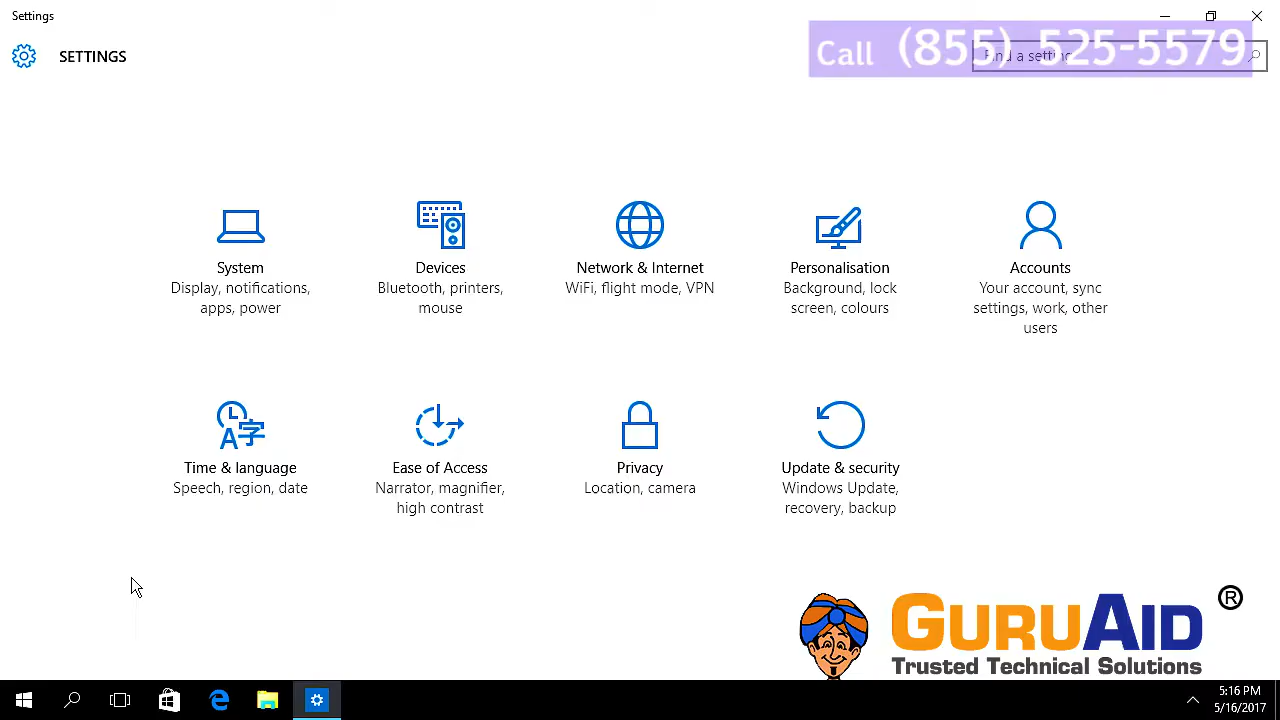 Settings
SETTINGS
Call (855) 525-5579
Find a setting
System
Display, notifications,
apps, power
Devices
Bluetooth, printers,
mouse
Network & Internet
WiFi, flight mode, VPN
Personalisation
Background, lock
screen, colours
Accounts
Your account, sync
settings, work, other
users
Time & language
Speech, region, date
Ease of Access
Narrator, magnifier,
high contrast
Privacy
Location, camera
Update & security
Windows Update,
recovery, backup
GURUAID ®
Trusted Technical Solutions
5:16 PM
5/16/2017